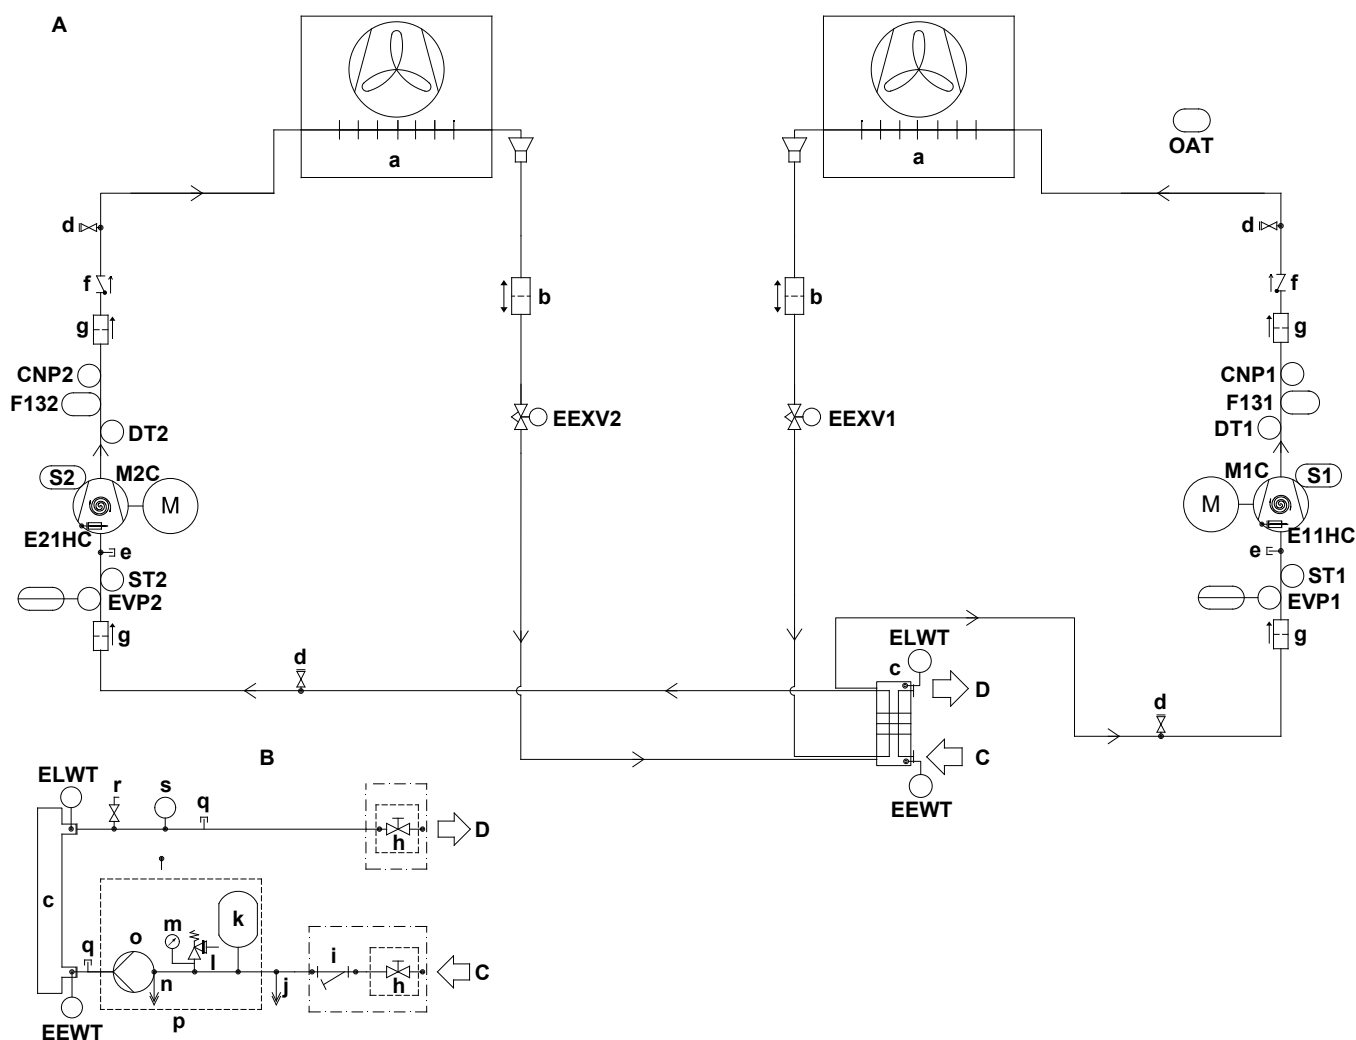 A
a
a
OAT
d
d
f
f
b
b
g
g
CNP2
CNP1
F132
F131
EEXV2
EEXV1
DT2
DT1
S2
M2C
M1C
S1
M
M
E21HC
E11HC
e
e
ST2
ST1
EVP2
EVP1
g
g
ELWT
d
c
D
d
B
C
ELWT
r
s
q
EEWT
D
h
c
k
m
o
q
i
l
C
n
j
h
p
EEWT